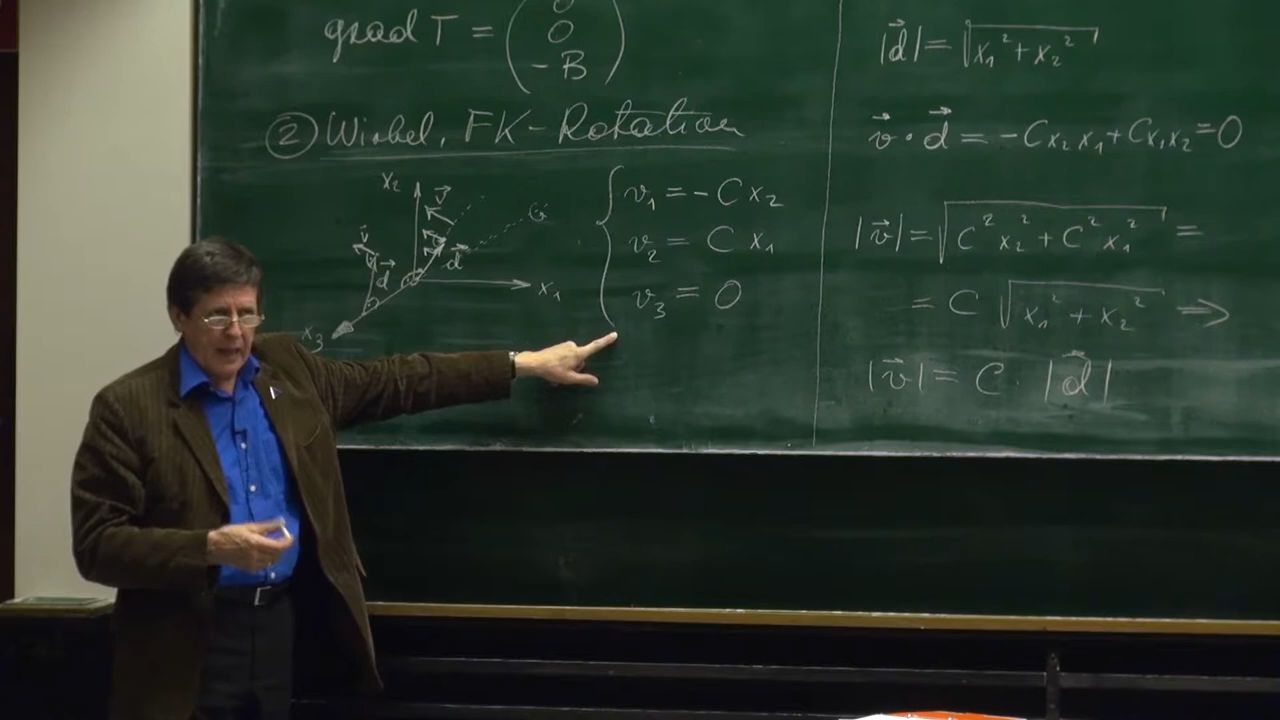 grad T = ( 0 0 -B )
② Wirbel, FK-Rotation
x₂
v⃗
v⃗
d⃗
d⃗
x₁
x₃
v₁ = -C x₂
v₂ = C x₁
v₃ = 0
|d⃗| = √(x₁² + x₂²)
v⃗ · d⃗ = -Cx₂x₁ + Cx₁x₂ = 0
|v⃗| = √(C²x₂² + C²x₁²) =
= C √(x₁² + x₂²) ⇒
|v⃗| = C · |d⃗|